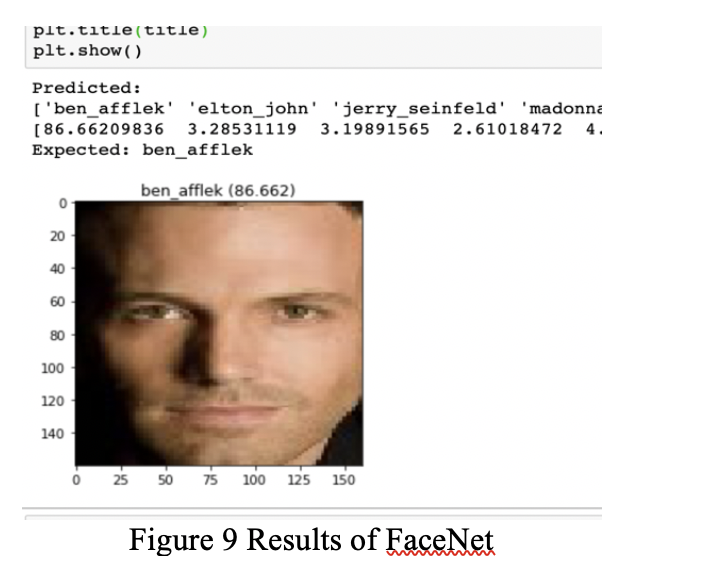 plt.title(title)
plt.show()
Predicted:
['ben_afflek' 'elton_john' 'jerry_seinfeld' 'madonna
[86.66209836 3.28531119 3.19891565 2.61018472 4.
Expected: ben_afflek
ben_afflek (86.662)
0
20
40
60
80
100
120
140
0 25 50 75 100 125 150
Figure 9 Results of FaceNet